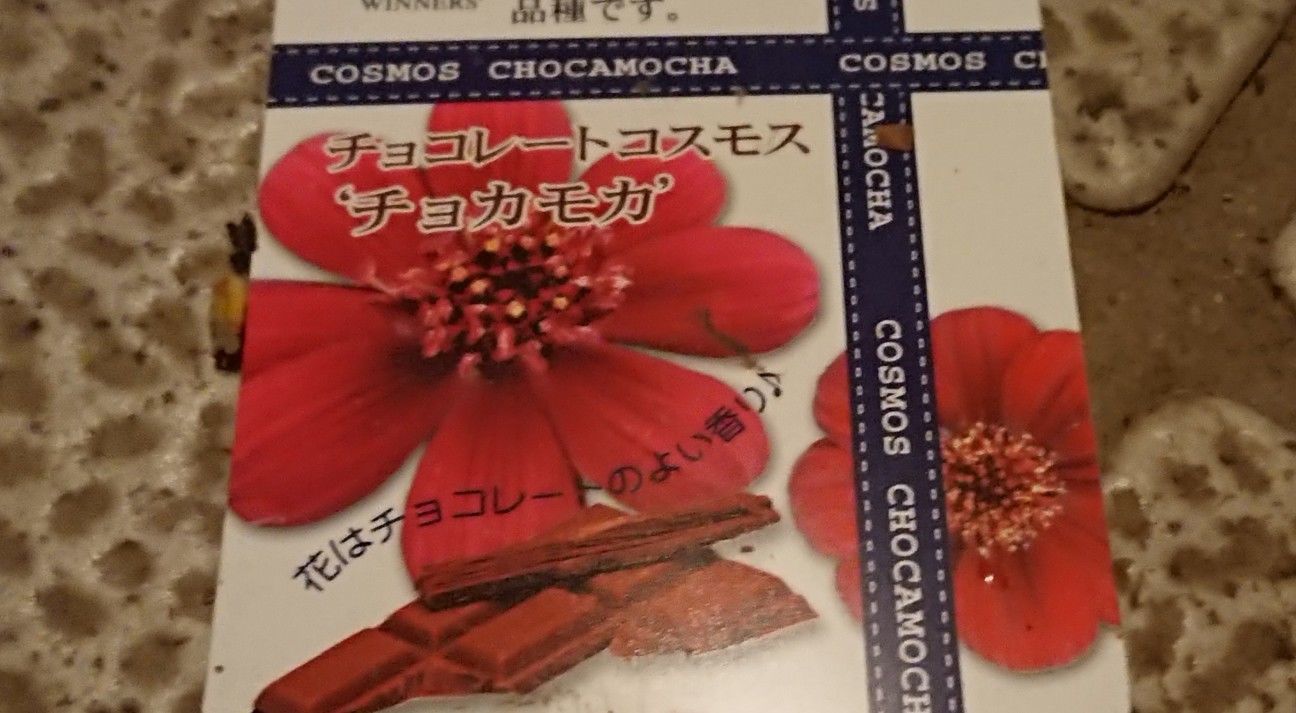 WINNERS
品種です。
COSMOS CHOCAMOCHA COSMOS CH
チョコレートコスモス
‘チョカモカ’
花はチョコレートのよい香り♪
CAMOCHA COSMOS CHOCAMOCH